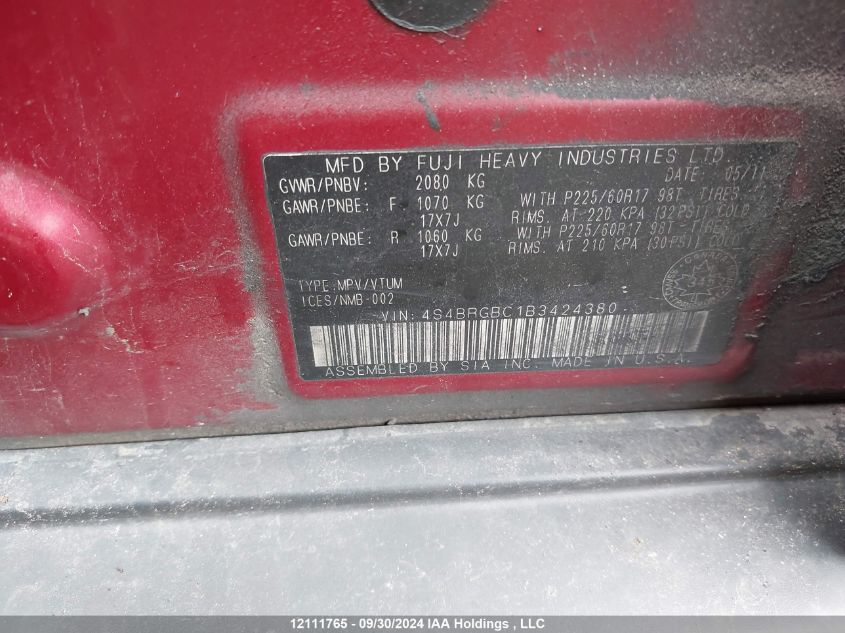 MFD BY FUJI HEAVY INDUSTRIES LTD.
GVWR/PNBV: 2080 KG DATE: 05/11
GAWR/PNBE: F 1070 KG WITH P225/60R17 98T TIRES
17X7J RIMS. AT 220 KPA (32PSI) COLD
GAWR/PNBE: R 1060 KG WITH P225/60R17 98T TIRES
17X7J RIMS. AT 210 KPA (30PSI) COLD
TYPE:MPV/VTUM
ICES/NMB-002
VIN: 4S4BRGBC1B3424380
ASSEMBLED BY SIA INC. MADE IN U.S.A.
12111765 - 09/30/2024 IAA Holdings , LLC